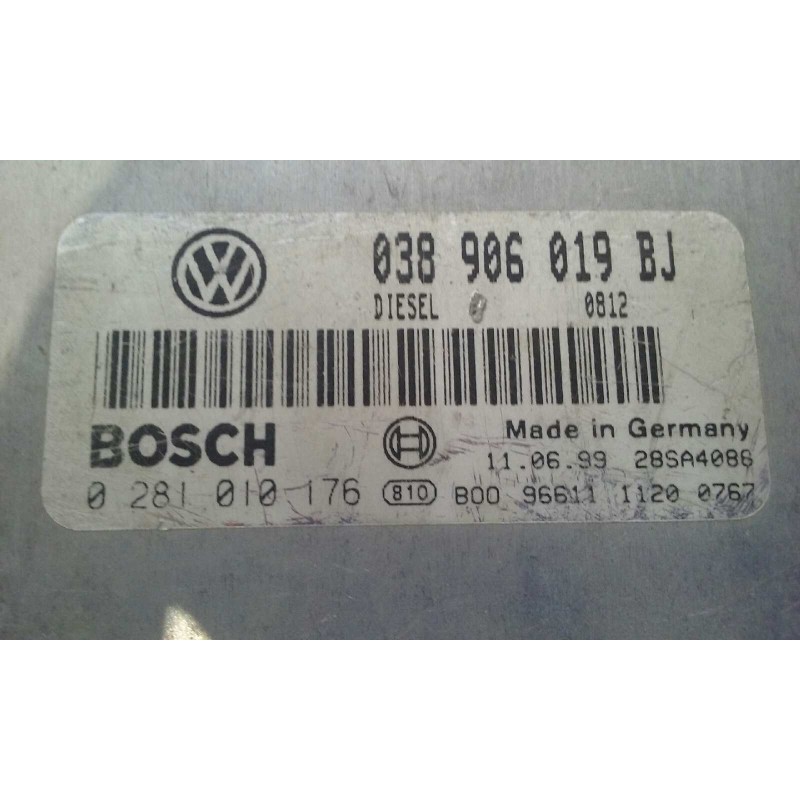 038 906 019 BJ
DIESEL 0812
BOSCH
Made in Germany
11.06.99 28SA4086
0 281 010 176 810 B00 96611 1120 0767